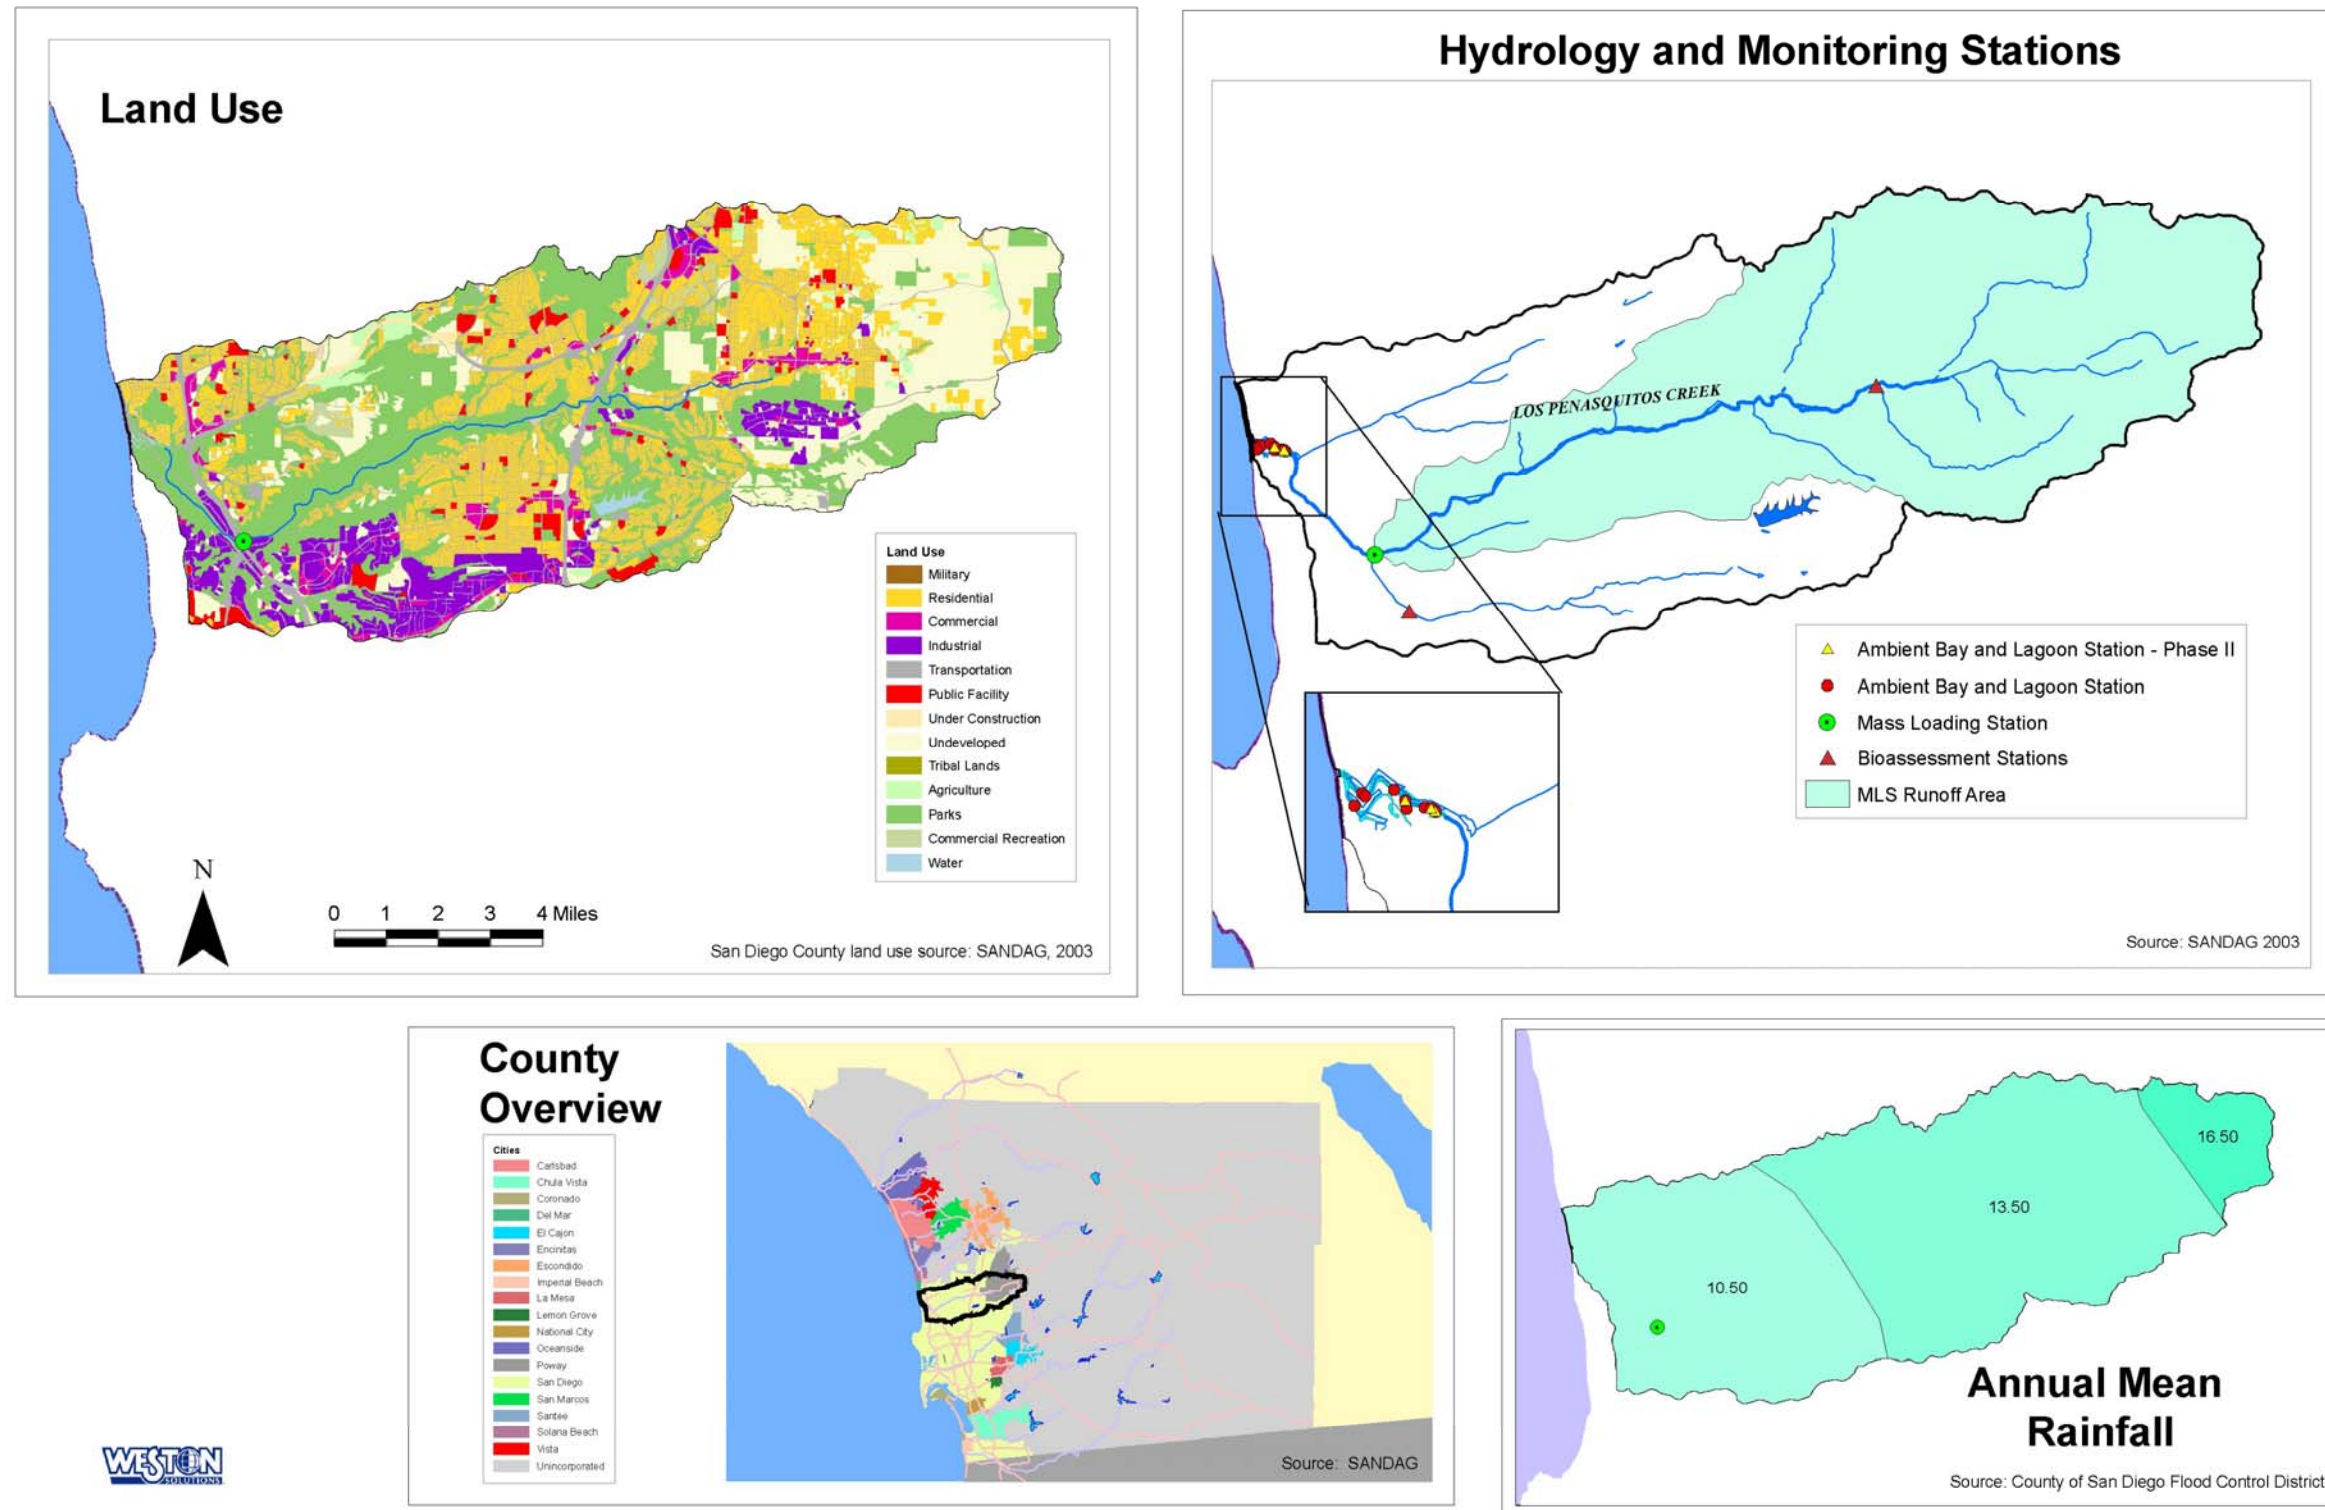 Land Use
Land Use
Military
Residential
Commercial
Industrial
Transportation
Public Facility
Under Construction
Undeveloped
Tribal Lands
Agriculture
Parks
Commercial Recreation
Water
N
0 1 2 3 4 Miles
San Diego County land use source: SANDAG, 2003
Hydrology and Monitoring Stations
LOS PENASQUITOS CREEK
Ambient Bay and Lagoon Station - Phase II
Ambient Bay and Lagoon Station
Mass Loading Station
Bioassessment Stations
MLS Runoff Area
Source: SANDAG 2003
County
Overview
Cities
Carlsbad
Chula Vista
Coronado
Del Mar
El Cajon
Encinitas
Escondido
Imperial Beach
La Mesa
Lemon Grove
National City
Oceanside
Poway
San Diego
San Marcos
Santee
Solana Beach
Vista
Unincorporated
Source: SANDAG
16.50
13.50
10.50
Annual Mean
Rainfall
Source: County of San Diego Flood Control District
WESTON
SOLUTIONS